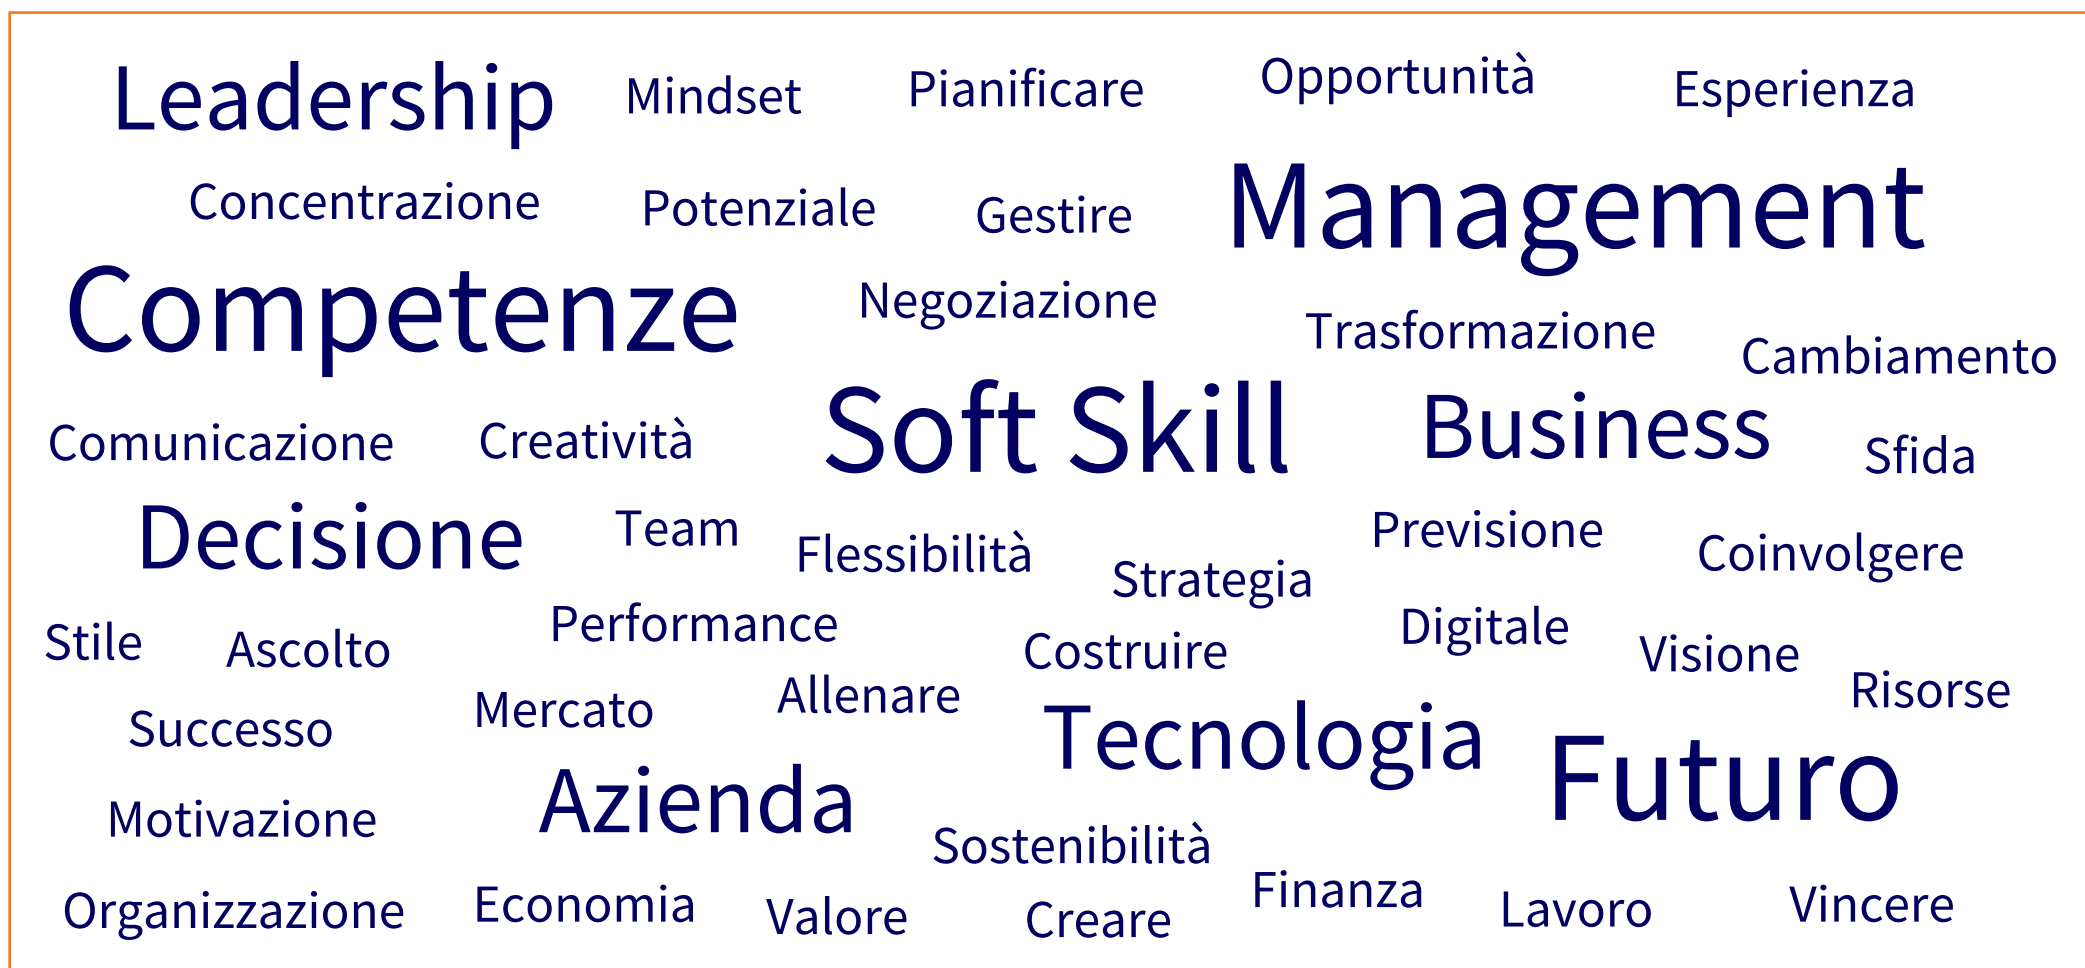 Leadership Mindset Pianificare Opportunità Esperienza
Concentrazione Potenziale Gestire Management
Competenze Negoziazione Trasformazione Cambiamento
Comunicazione Creatività Soft Skill Business Sfida
Decisione Team Flessibilità Strategia Previsione Coinvolgere
Stile Ascolto Performance Costruire Digitale Visione Risorse
Successo Mercato Allenare Tecnologia Futuro
Motivazione Azienda Sostenibilità
Organizzazione Economia Valore Creare Finanza Lavoro Vincere